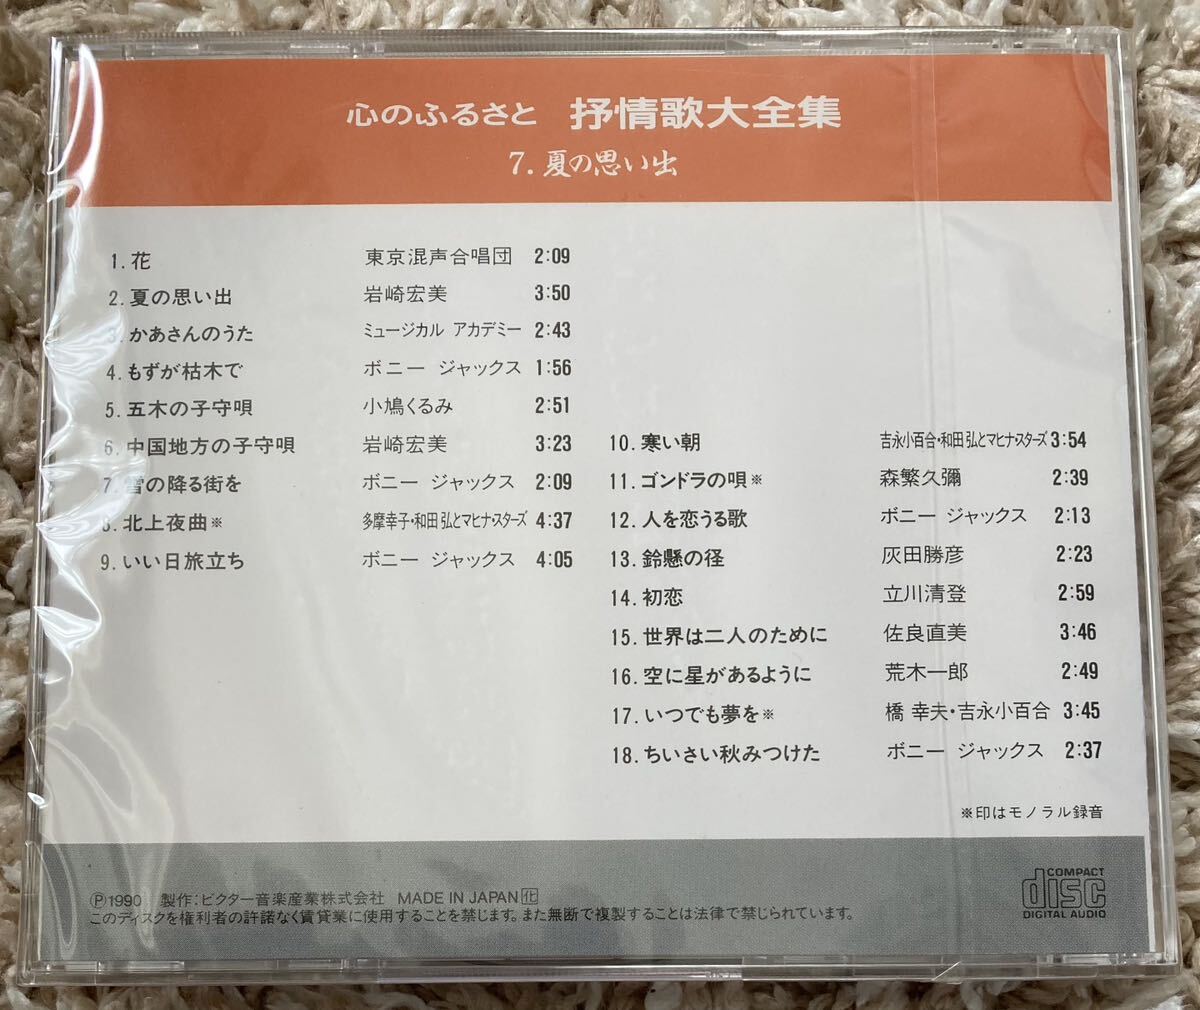 心のふるさと 抒情歌大全集
7. 夏の思い出
1. 花 東京混声合唱団 2:09
2. 夏の思い出 岩崎宏美 3:50
3. かあさんのうた ミュージカル アカデミー 2:43
4. もずが枯木で ボニー ジャックス 1:56
5. 五木の子守唄 小鳩くるみ 2:51
6. 中国地方の子守唄 岩崎宏美 3:23
7. 雪の降る街を ボニー ジャックス 2:09
8. 北上夜曲※ 多摩幸子・和田 弘とマヒナ・スターズ 4:37
9. いい日旅立ち ボニー ジャックス 4:05
10. 寒い朝 吉永小百合・和田 弘とマヒナ・スターズ 3:54
11. ゴンドラの唄※ 森繁久彌 2:39
12. 人を恋うる歌 ボニー ジャックス 2:13
13. 鈴懸の径 灰田勝彦 2:23
14. 初恋 立川清登 2:59
15. 世界は二人のために 佐良直美 3:46
16. 空に星があるように 荒木一郎 2:49
17. いつでも夢を※ 橋 幸夫・吉永小百合 3:45
18. ちいさい秋みつけた ボニー ジャックス 2:37
※印はモノラル録音
Ⓟ1990 製作:ビクター音楽産業株式会社 MADE IN JAPAN 化
このディスクを権利者の許諾なく賃貸業に使用することを禁じます。また無断で複製することは法律で禁じられています。
COMPACT
disc
DIGITAL AUDIO